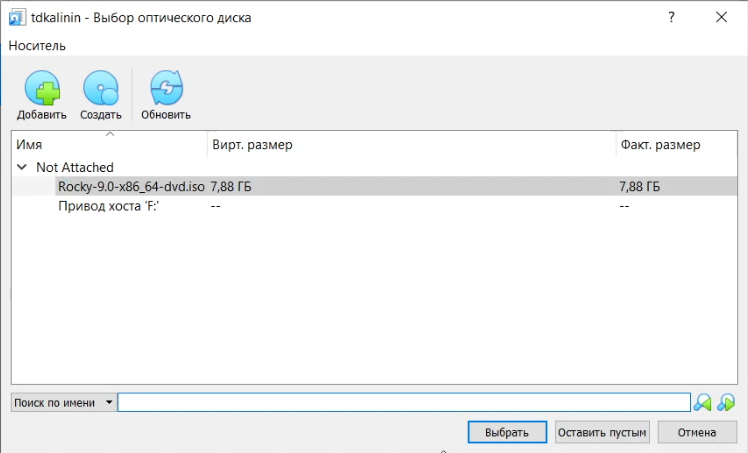 tdkalinin - Выбор оптического диска
Носитель
Добавить Создать Обновить
Имя Вирт. размер Факт. размер
Not Attached
Rocky-9.0-x86_64-dvd.iso 7,88 ГБ 7,88 ГБ
Привод хоста 'F:' -- --
Поиск по имени
Выбрать Оставить пустым Отмена